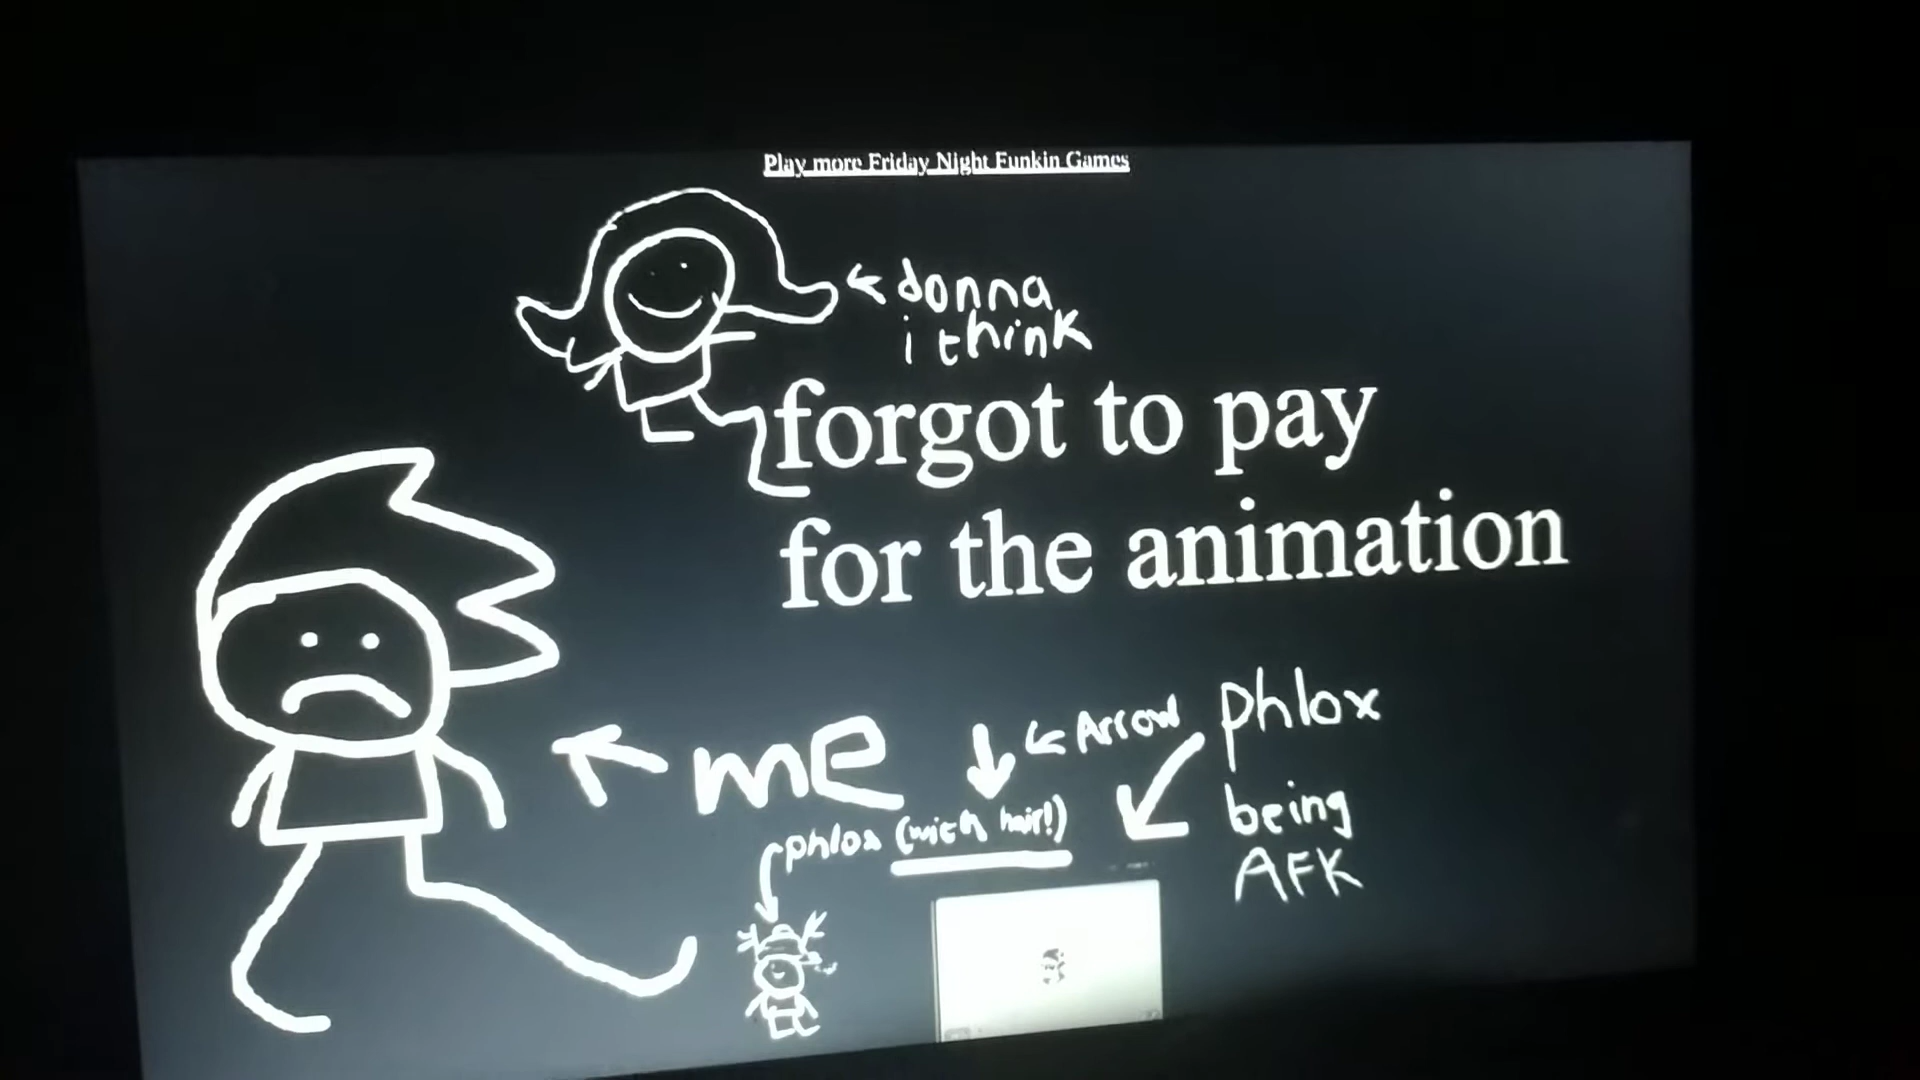 Play more Friday Night Funkin Games
donna
i think
forgot to pay
for the animation
me
Arrow
phlox
being
AFK
phlox (with hair!)